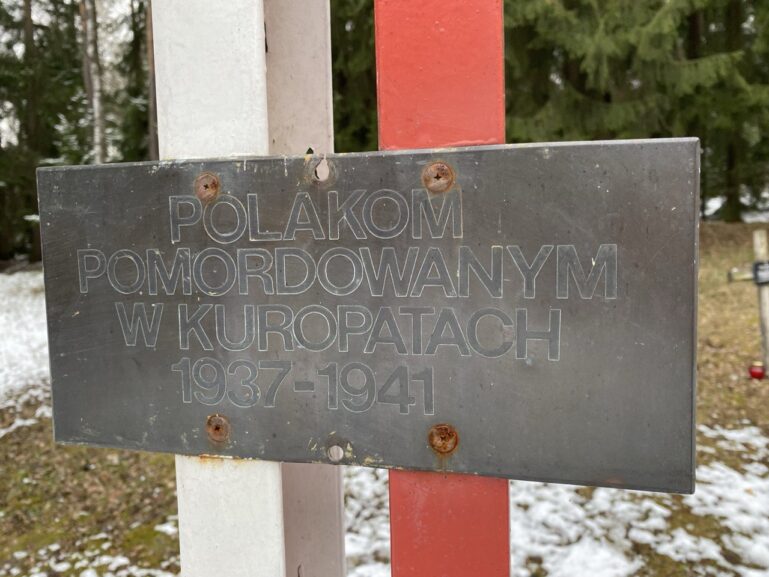 POLAKOM
POMORDOWANYM
W KUROPATACH
1937-1941